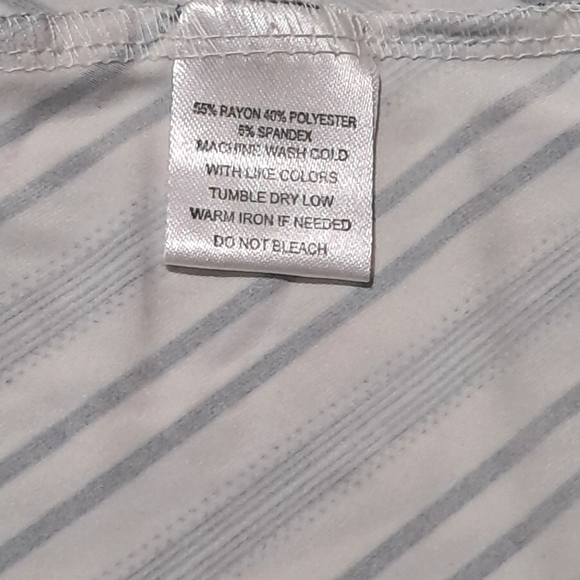 55% RAYON 40% POLYESTER
5% SPANDEX
MACHINE WASH COLD
WITH LIKE COLORS
TUMBLE DRY LOW
WARM IRON IF NEEDED
DO NOT BLEACH